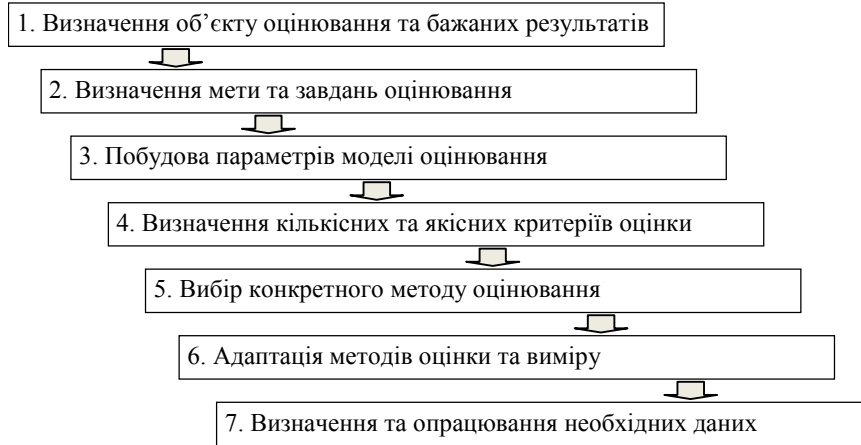 1. Визначення об’єкту оцінювання та бажаних результатів
2. Визначення мети та завдань оцінювання
3. Побудова параметрів моделі оцінювання
4. Визначення кількісних та якісних критеріїв оцінки
5. Вибір конкретного методу оцінювання
6. Адаптація методів оцінки та виміру
7. Визначення та опрацювання необхідних даних